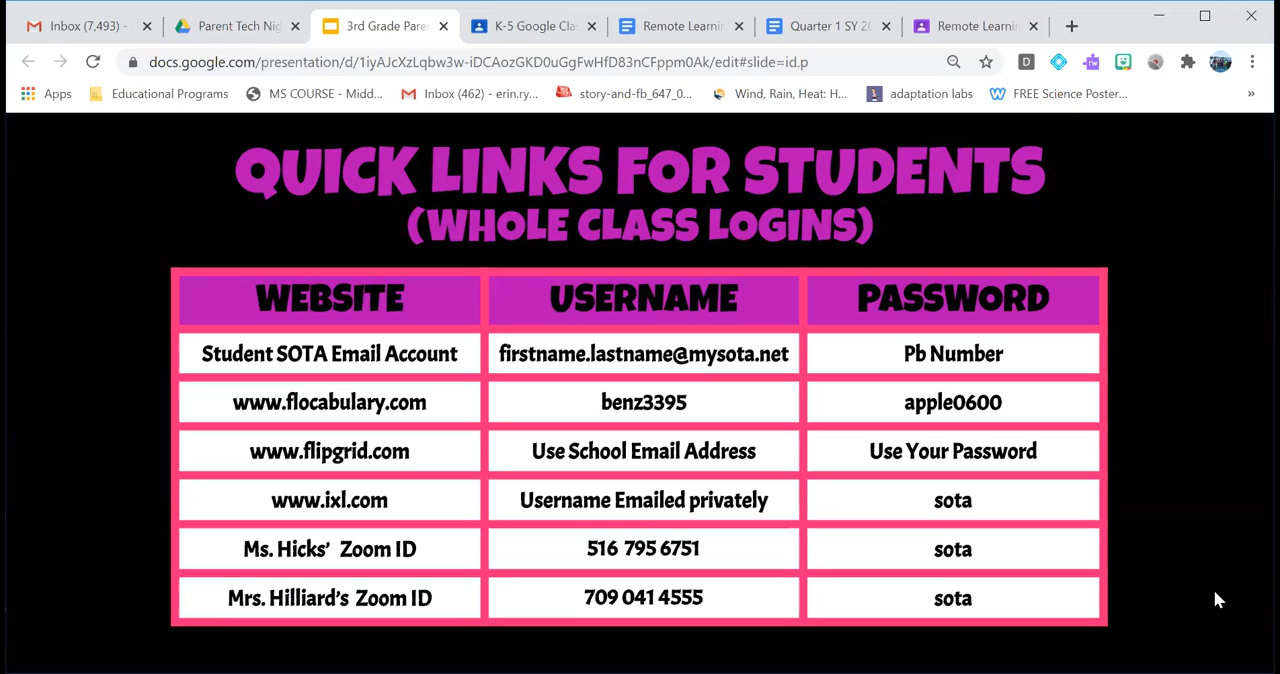 Inbox (7,493) -
Parent Tech Nig
3rd Grade Pare
K-5 Google Cla
Remote Learnin
Quarter 1 SY 20
Remote Learnin
docs.google.com/presentation/d/1iyAJcXzLqbw3w-iDCAozGKD0uGgFwHfD83nCFppm0Ak/edit#slide=id.p
Apps
Educational Programs
MS COURSE - Midd...
Inbox (462) - erin.ry...
story-and-fb_647_0...
Wind, Rain, Heat: H...
adaptation labs
FREE Science Poster...
»
QUICK LINKS FOR STUDENTS
(WHOLE CLASS LOGINS)
WEBSITE USERNAME PASSWORD
Student SOTA Email Account firstname.lastname@mysota.net Pb Number
www.flocabulary.com benz3395 apple0600
www.flipgrid.com Use School Email Address Use Your Password
www.ixl.com Username Emailed privately sota
Ms. Hicks' Zoom ID 516 795 6751 sota
Mrs. Hilliard's Zoom ID 709 041 4555 sota